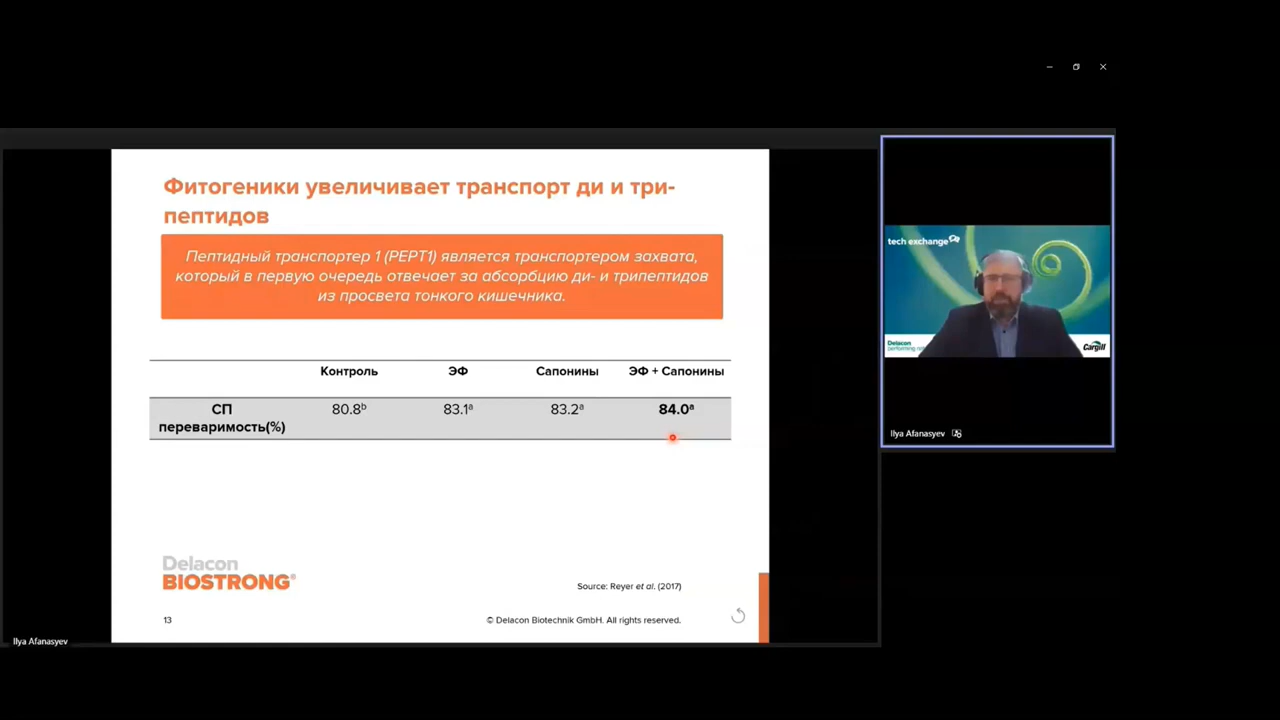 Фитогеники увеличивает транспорт ди и три-
пептидов
Пептидный транспортер 1 (PEPT1) является транспортером захвата,
который в первую очередь отвечает за абсорбцию ди- и трипептидов
из просвета тонкого кишечника.
Контроль ЭФ Сапонины ЭФ + Сапонины
СП
переваримость(%)
80.8ᵇ 83.1ᵃ 83.2ᵃ 84.0ᵃ
Delacon
BIOSTRONG®
Source: Reyer et al. (2017)
13
© Delacon Biotechnik GmbH. All rights reserved.
Ilya Afanasyev
tech exchange
Delacon
Cargill
Ilya Afanasyev